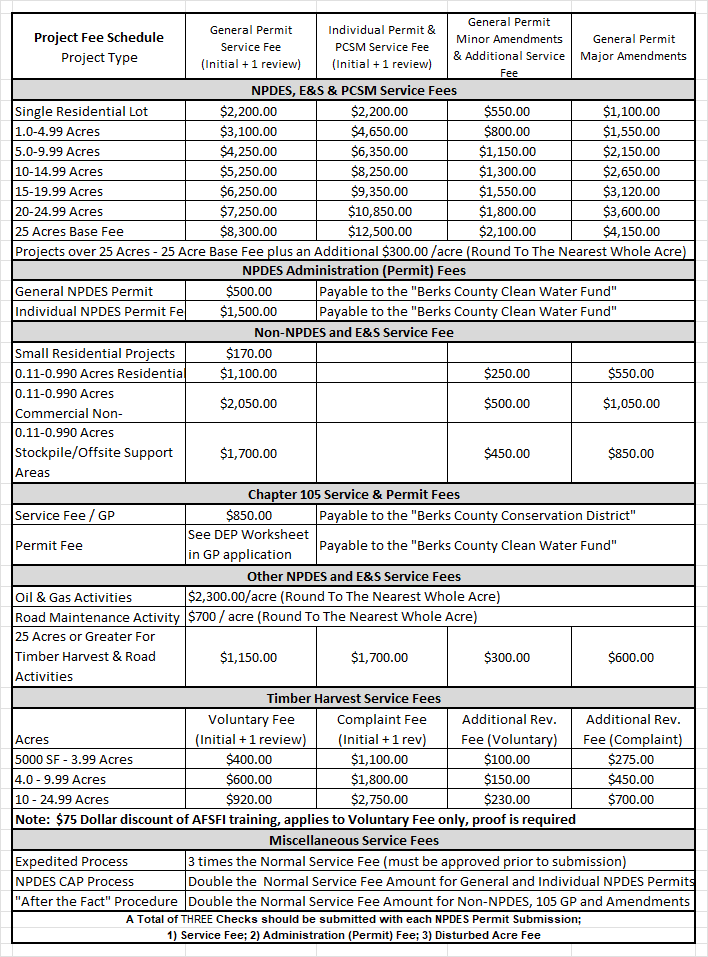 Project Fee Schedule
Project Type
General Permit
Service Fee
(Initial + 1 review)
Individual Permit &
PCSM Service Fee
(Initial + 1 review)
General Permit
Minor Amendments
& Additional Service
Fee
General Permit
Major Amendments
NPDES, E&S & PCSM Service Fees
Single Residential Lot $2,200.00 $2,200.00 $550.00 $1,100.00
1.0-4.99 Acres $3,100.00 $4,650.00 $800.00 $1,550.00
5.0-9.99 Acres $4,250.00 $6,350.00 $1,150.00 $2,150.00
10-14.99 Acres $5,250.00 $8,250.00 $1,300.00 $2,650.00
15-19.99 Acres $6,250.00 $9,350.00 $1,550.00 $3,120.00
20-24.99 Acres $7,250.00 $10,850.00 $1,800.00 $3,600.00
25 Acres Base Fee $8,300.00 $12,500.00 $2,100.00 $4,150.00
Projects over 25 Acres - 25 Acre Base Fee plus an Additional $300.00 /acre (Round To The Nearest Whole Acre)
NPDES Administration (Permit) Fees
General NPDES Permit $500.00 Payable to the "Berks County Clean Water Fund"
Individual NPDES Permit Fe $1,500.00 Payable to the "Berks County Clean Water Fund"
Non-NPDES and E&S Service Fee
Small Residential Projects $170.00
0.11-0.990 Acres Residential $1,100.00 $250.00 $550.00
0.11-0.990 Acres
Commercial Non-
$2,050.00 $500.00 $1,050.00
0.11-0.990 Acres
Stockpile/Offsite Support
Areas
$1,700.00 $450.00 $850.00
Chapter 105 Service & Permit Fees
Service Fee / GP $850.00 Payable to the "Berks County Conservation District"
Permit Fee
See DEP Worksheet
in GP application
Payable to the "Berks County Clean Water Fund"
Other NPDES and E&S Service Fees
Oil & Gas Activities $2,300.00/acre (Round To The Nearest Whole Acre)
Road Maintenance Activity $700 / acre (Round To The Nearest Whole Acre)
25 Acres or Greater For
Timber Harvest & Road
Activities
$1,150.00 $1,700.00 $300.00 $600.00
Timber Harvest Service Fees
Acres
Voluntary Fee
(Initial + 1 review)
Complaint Fee
(Initial + 1 rev)
Additional Rev.
Fee (Voluntary)
Additional Rev.
Fee (Complaint)
5000 SF - 3.99 Acres $400.00 $1,100.00 $100.00 $275.00
4.0 - 9.99 Acres $600.00 $1,800.00 $150.00 $450.00
10 - 24.99 Acres $920.00 $2,750.00 $230.00 $700.00
Note: $75 Dollar discount of AFSFI training, applies to Voluntary Fee only, proof is required
Miscellaneous Service Fees
Expedited Process 3 times the Normal Service Fee (must be approved prior to submission)
NPDES CAP Process Double the Normal Service Fee Amount for General and Individual NPDES Permits
"After the Fact" Procedure Double the Normal Service Fee Amount for Non-NPDES, 105 GP and Amendments
A Total of THREE Checks should be submitted with each NPDES Permit Submission;
1) Service Fee; 2) Administration (Permit) Fee; 3) Disturbed Acre Fee